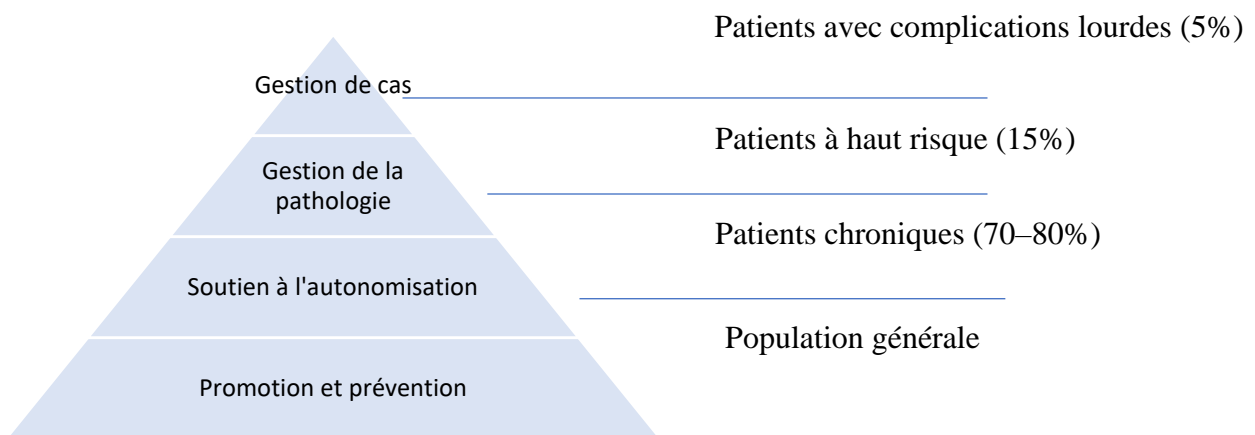 Patients avec complications lourdes (5%)
Gestion de cas
Patients à haut risque (15%)
Gestion de la
pathologie
Patients chroniques (70–80%)
Soutien à l'autonomisation
Population générale
Promotion et prévention